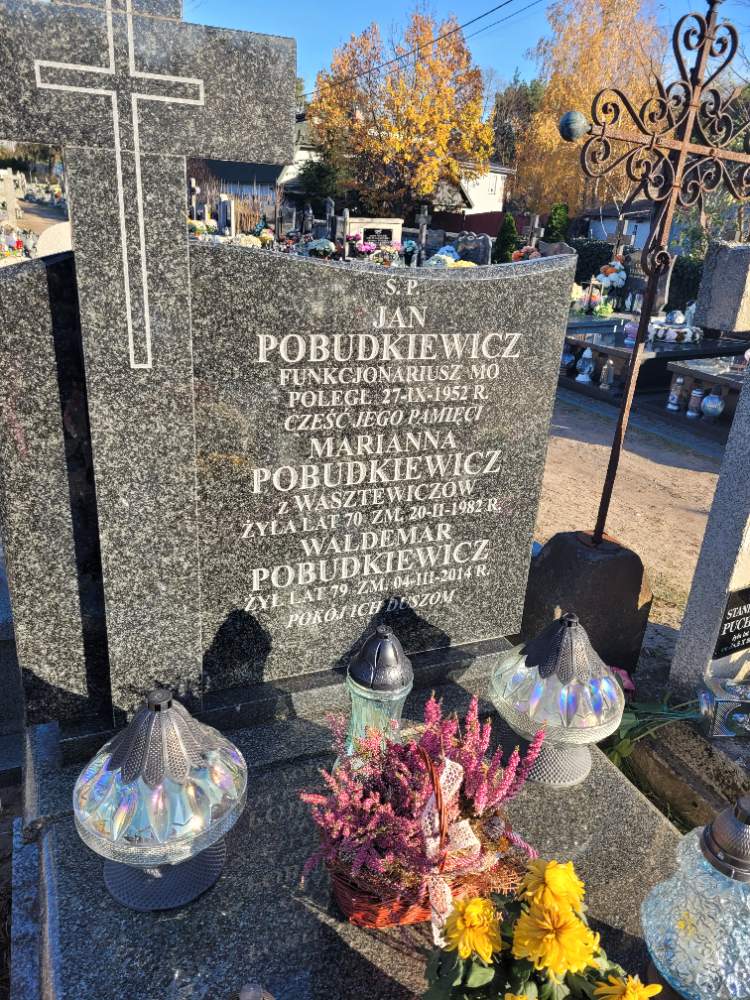 S. P.
JAN
POBUDKIEWICZ
FUNKCJONARIUSZ MO
POLEGŁ 27-IX-1952 R.
CZEŚĆ JEGO PAMIĘCI
MARIANNA
POBUDKIEWICZ
Z WASZTEWICZÓW
ŻYŁA LAT 70 ZM. 20-II-1982 R.
WALDEMAR
POBUDKIEWICZ
ŻYŁ LAT 79 ZM. 04-III-2014 R.
POKÓJ ICH DUSZOM